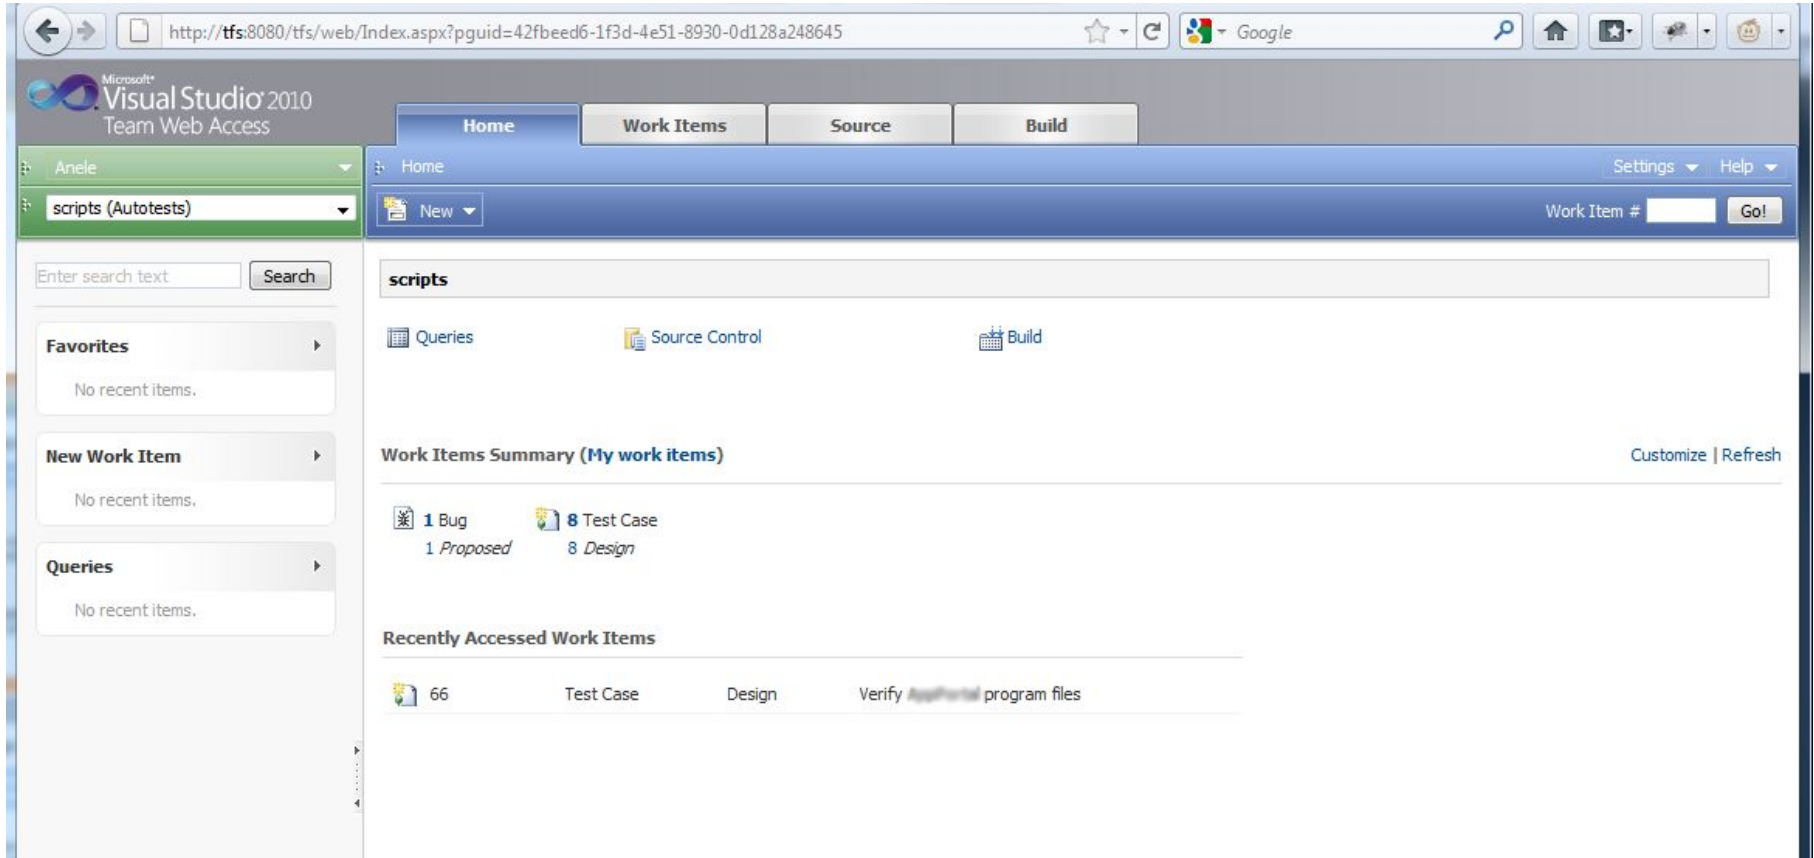 http://tfs:8080/tfs/web/Index.aspx?pguid=42fbeed6-1f3d-4e51-8930-0d128a248645
Google
Microsoft®
Visual Studio® 2010
Team Web Access
Home
Work Items
Source
Build
Anele
Home
Settings
Help
scripts (Autotests)
New
Work Item #
Go!
Enter search text
Search
scripts
Favorites
No recent items.
Queries
Source Control
Build
New Work Item
No recent items.
Work Items Summary (My work items)
Customize | Refresh
1 Bug
8 Test Case
1 Proposed
8 Design
Queries
No recent items.
Recently Accessed Work Items
66 Test Case Design Verify program files